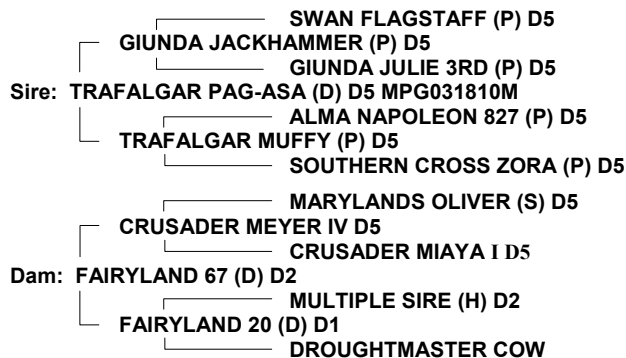 SWAN FLAGSTAFF (P) D5
GIUNDA JACKHAMMER (P) D5
GIUNDA JULIE 3RD (P) D5
Sire: TRAFALGAR PAG-ASA (D) D5 MPG031810M
ALMA NAPOLEON 827 (P) D5
TRAFALGAR MUFFY (P) D5
SOUTHERN CROSS ZORA (P) D5
MARYLANDS OLIVER (S) D5
CRUSADER MEYER IV D5
CRUSADER MIAYA I D5
Dam: FAIRYLAND 67 (D) D2
MULTIPLE SIRE (H) D2
FAIRYLAND 20 (D) D1
DROUGHTMASTER COW